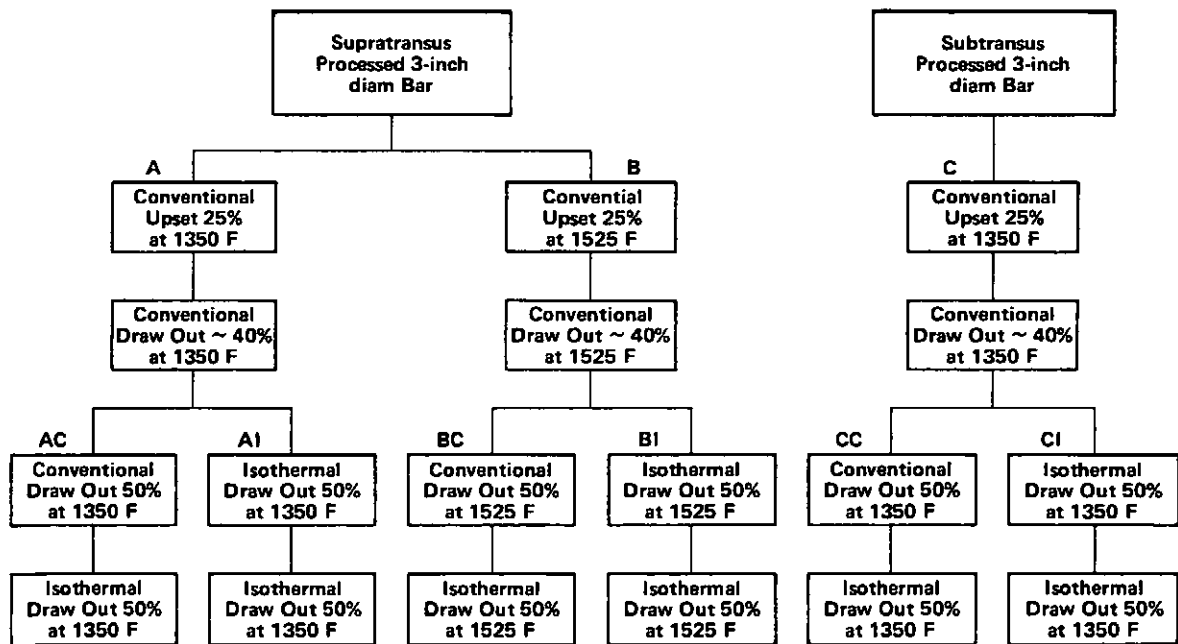 Supratransus
Processed 3-inch
diam Bar
Subtransus
Processed 3-inch
diam Bar
A
B
C
Conventional
Upset 25%
at 1350 F
Convential
Upset 25%
at 1525 F
Conventional
Upset 25%
at 1350 F
Conventional
Draw Out ~ 40%
at 1350 F
Conventional
Draw Out ~ 40%
at 1525 F
Conventional
Draw Out ~ 40%
at 1350 F
AC
A1
BC
B1
CC
C1
Conventional
Draw Out 50%
at 1350 F
Isothermal
Draw Out 50%
at 1350 F
Conventional
Draw Out 50%
at 1525 F
Isothermal
Draw Out 50%
at 1525 F
Conventional
Draw Out 50%
at 1350 F
Isothermal
Draw Out 50%
at 1350 F
Isothermal
Draw Out 50%
at 1350 F
Isothermal
Draw Out 50%
at 1350 F
Isothermal
Draw Out 50%
at 1525 F
Isothermal
Draw Out 50%
at 1525 F
Isothermal
Draw Out 50%
at 1350 F
Isothermal
Draw Out 50%
at 1350 F